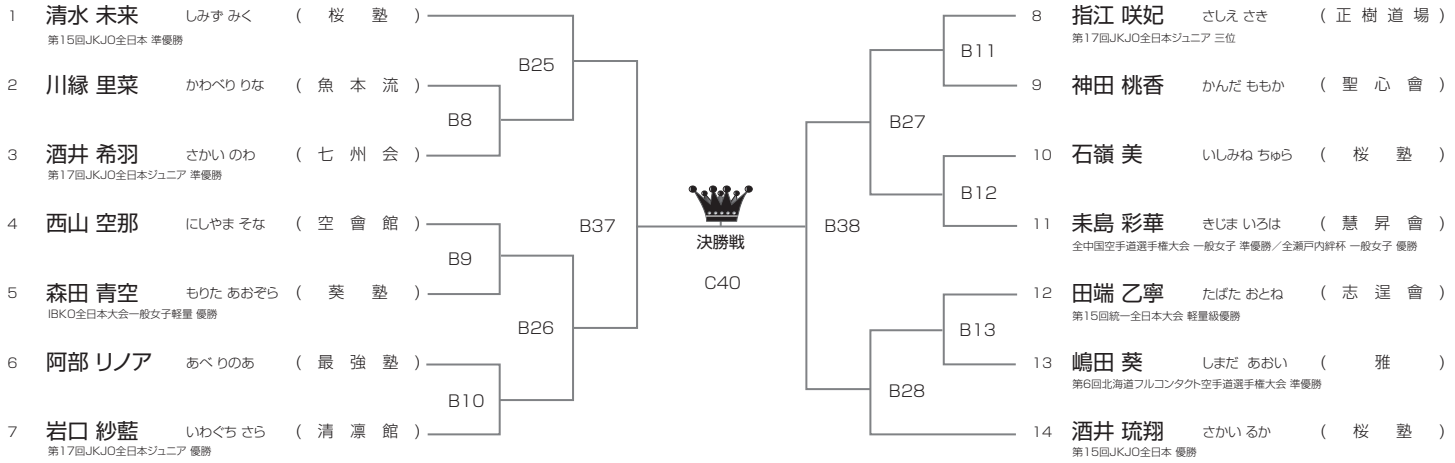 1 清水 未来 しみず みく ( 桜 塾 )
第15回JKJO全日本 準優勝
B25
2 川縁 里菜 かわべり りな ( 魚 本 流 )
B8
3 酒井 希羽 さかい のわ ( 七 州 会 )
第17回JKJO全日本ジュニア 準優勝
4 西山 空那 にしやま そな ( 空 會 館 )
B37
B9
5 森田 青空 もりた あおぞら ( 葵 塾 )
IBKO全日本大会一般女子軽量 優勝
B26
6 阿部 リノア あべ りのあ ( 最 強 塾 )
B10
7 岩口 紗藍 いわぐち さら ( 清 凛 館 )
第17回JKJO全日本ジュニア 優勝
決勝戦
C40
8 指江 咲妃 さしえ さき ( 正 樹 道 場 )
第17回JKJO全日本ジュニア 三位
B11
9 神田 桃香 かんだ ももか ( 聖 心 會 )
B27
10 石嶺 美 いしみね ちゅら ( 桜 塾 )
B12
11 耒島 彩華 きじま いろは ( 慧 昇 會 )
全中国空手道選手権大会 一般女子 準優勝／全瀬戸内絆杯 一般女子 優勝
B38
12 田端 乙寧 たばた おとね ( 志 逞 會 )
第15回統一全日本大会 軽量級優勝
B13
13 嶋田 葵 しまだ あおい ( 雅 )
第6回北海道フルコンタクト空手道選手権大会 準優勝
B28
14 酒井 琉翔 さかい るか ( 桜 塾 )
第15回JKJO全日本 優勝